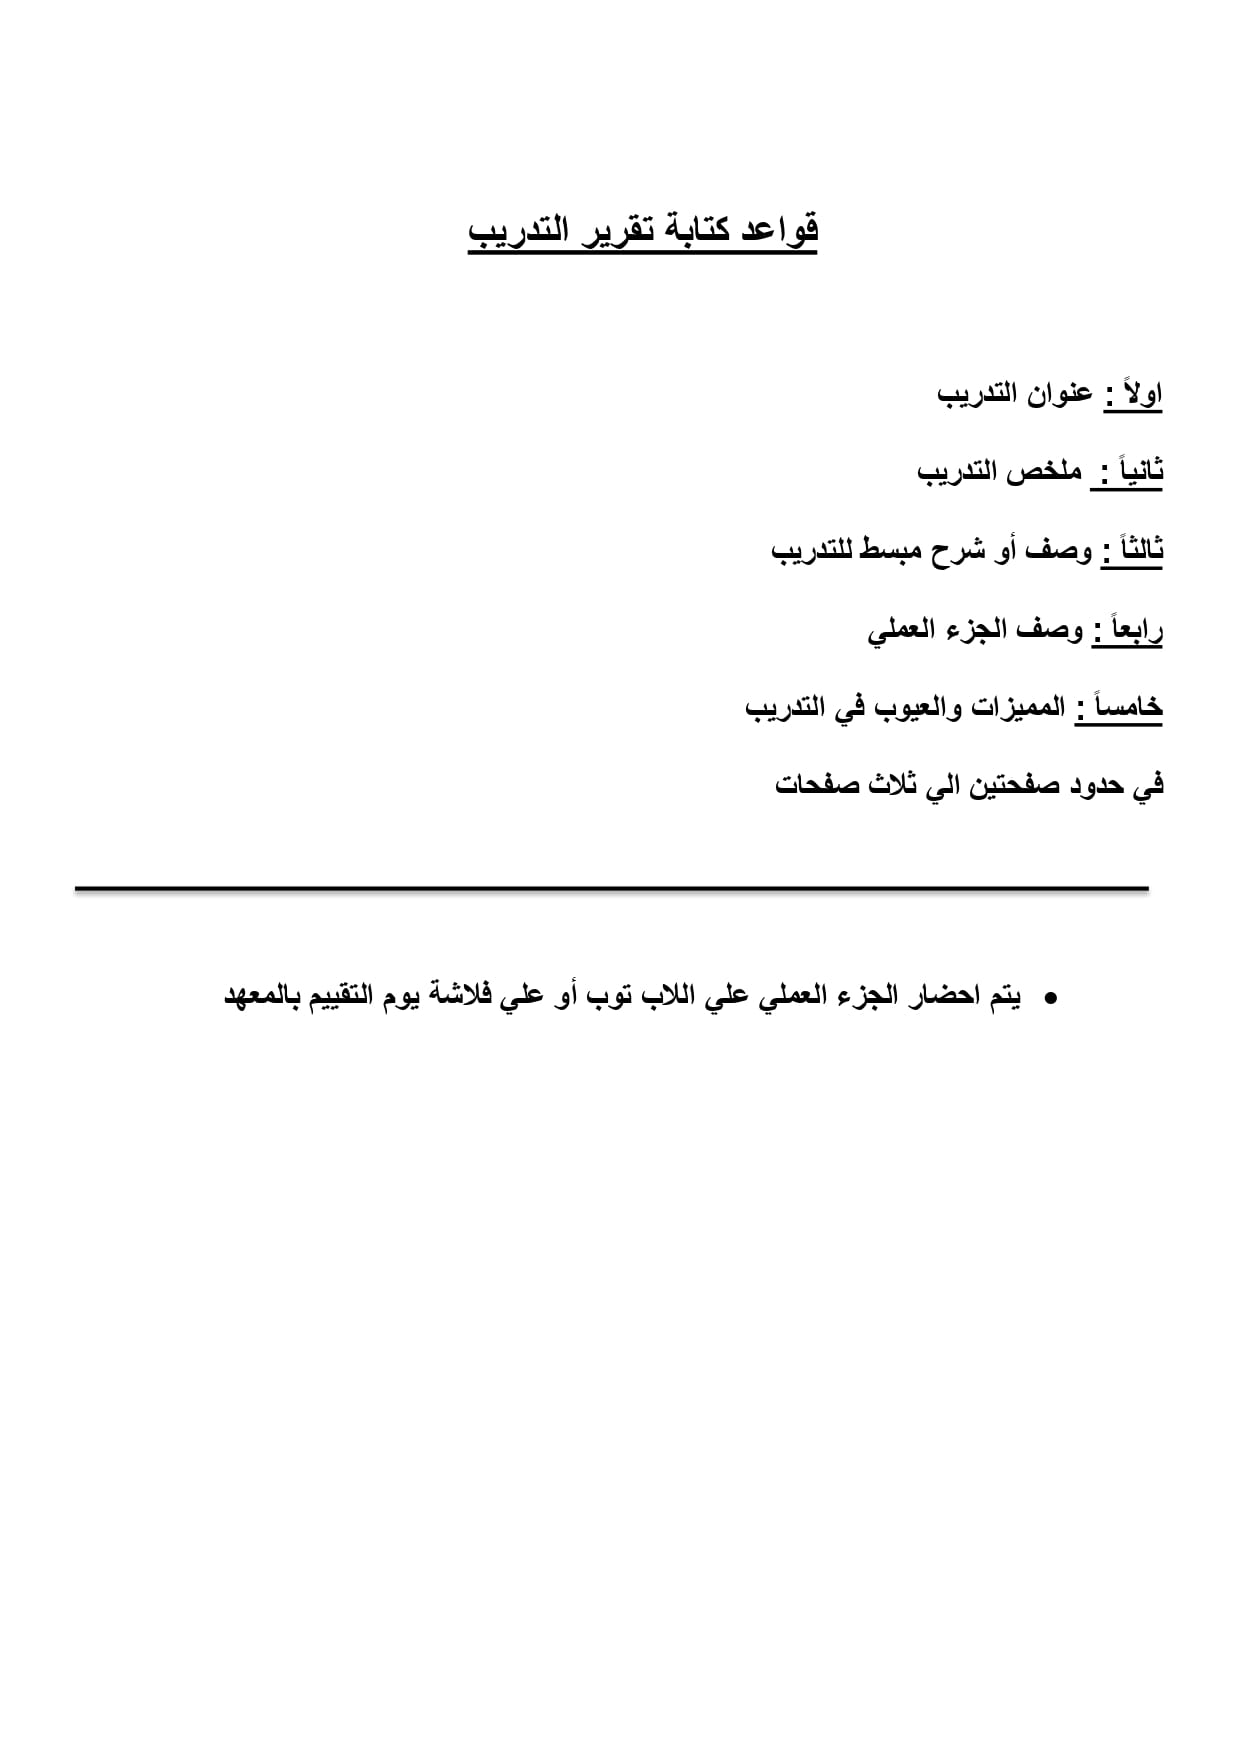 قواعد كتابة تقرير التدريب
اولاً : عنوان التدريب
ثانياً : ملخص التدريب
ثالثاً : وصف أو شرح مبسط للتدريب
رابعاً : وصف الجزء العملي
خامساً : المميزات والعيوب في التدريب
في حدود صفحتين الي ثلاث صفحات
• يتم احضار الجزء العملي علي اللاب توب أو علي فلاشة يوم التقييم بالمعهد